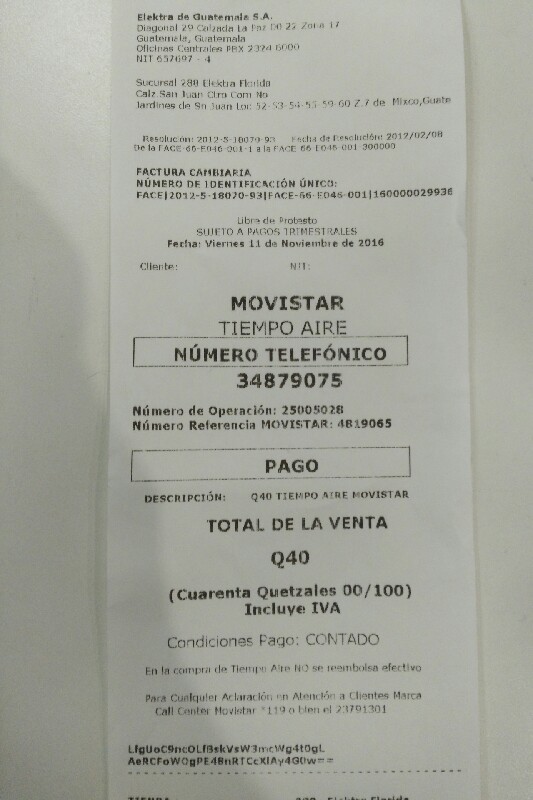 Elektra de Guatemala S.A.
Diagonal 29 Calzada La Paz 00-22 Zona 17
Guatemala, Guatemala
Oficinas Centrales PBX 2324 6000
NIT 657697 - 4
Sucursal 288 Elektra Florida
Calz San Juan Ctro Com No
Jardines de Sn Juan Loc 52-53-54-55-59-60 Z.7 de Mixco,Guate
Resolución: 2012-5-18070-93 Fecha de Resolución: 2012/02/08
De la FACE-66-E046-001-1 a la FACE-66-E046-001-300000
FACTURA CAMBIARIA
NÚMERO DE IDENTIFICACIÓN ÚNICO:
FACE|2012-5-18070-93|FACE-66-E046-001|160000029936
Libre de Protesto
SUJETO A PAGOS TRIMESTRALES
Fecha: Viernes 11 de Noviembre de 2016
Cliente: NIT:
MOVISTAR
TIEMPO AIRE
NÚMERO TELEFÓNICO
34879075
Número de Operación: 25005028
Número Referencia MOVISTAR: 4819065
PAGO
DESCRIPCIÓN: Q40 TIEMPO AIRE MOVISTAR
TOTAL DE LA VENTA
Q40
(Cuarenta Quetzales 00/100)
Incluye IVA
Condiciones Pago: CONTADO
En la compra de Tiempo Aire NO se reembolsa efectivo
Para Cualquier Aclaración en Atención a Clientes Marca
Call Center Movistar *119 o bien el 23791301